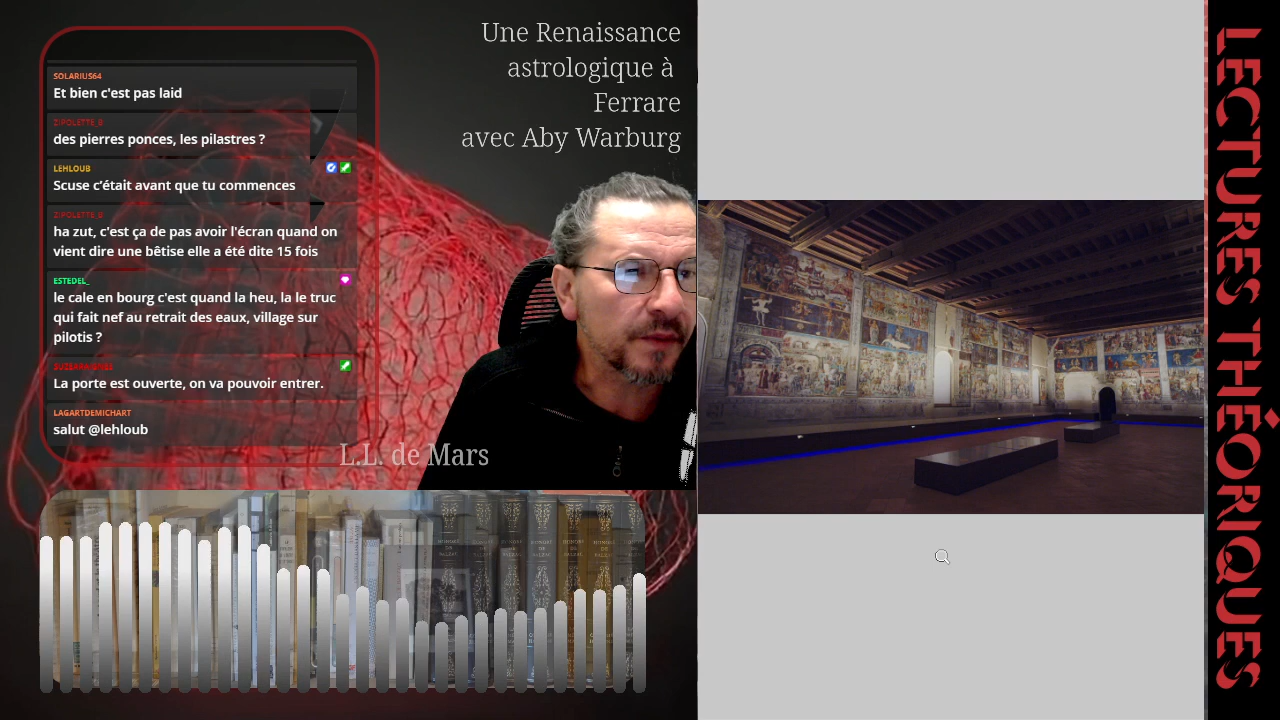 Une Renaissance
astrologique à
Ferrare
avec Aby Warburg
SOLARIUS64
Et bien c'est pas laid
ZIPOLETTE_B
des pierres ponces, les pilastres ?
LEHLOUB
Scuse c'était avant que tu commences
ha zut, c'est ça de pas avoir l'écran quand on
vient dire une bêtise elle a été dite 15 fois
ESTEDEL_
le cale en bourg c'est quand la heu, la le truc
qui fait nef au retrait des eaux, village sur
pilotis ?
La porte est ouverte, on va pouvoir entrer.
LAGARTDEMICHART
salut @lehloub
L.L. de Mars
LECTURES THÉORIQUES